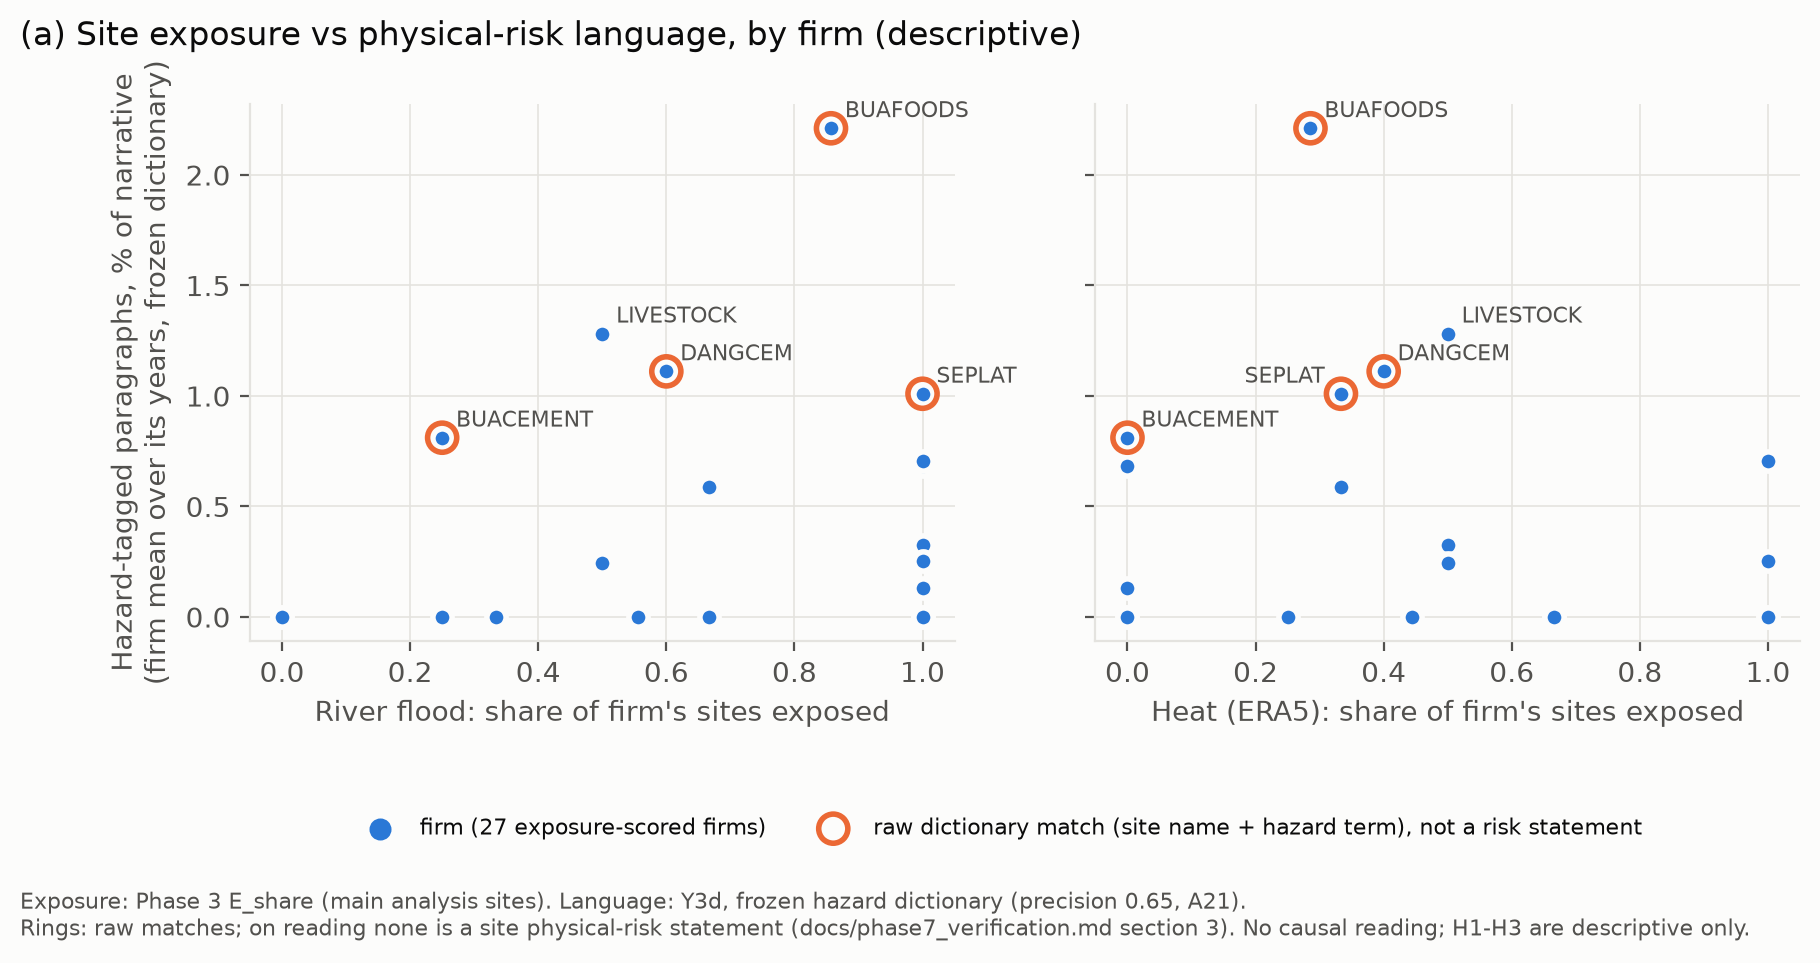 (a) Site exposure vs physical-risk language, by firm (descriptive)
Hazard-tagged paragraphs, % of narrative
(firm mean over its years, frozen dictionary)
2.0
1.5
1.0
0.5
0.0
BUAFOODS
LIVESTOCK
DANGCEM
SEPLAT
BUACEMENT
0.0 0.2 0.4 0.6 0.8 1.0
River flood: share of firm's sites exposed
BUAFOODS
LIVESTOCK
DANGCEM
SEPLAT
BUACEMENT
0.0 0.2 0.4 0.6 0.8 1.0
Heat (ERA5): share of firm's sites exposed
firm (27 exposure-scored firms)
raw dictionary match (site name + hazard term), not a risk statement
Exposure: Phase 3 E_share (main analysis sites). Language: Y3d, frozen hazard dictionary (precision 0.65, A21).
Rings: raw matches; on reading none is a site physical-risk statement (docs/phase7_verification.md section 3). No causal reading; H1-H3 are descriptive only.